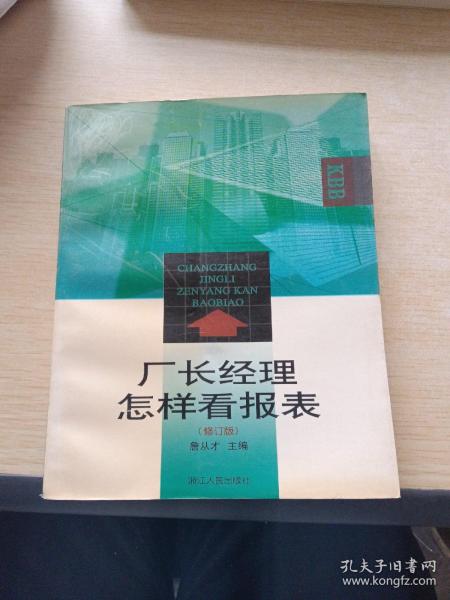 KBB
CHANGZHANG
JINGLI
ZENYANG KAN
BAOBIAO
厂长经理
怎样看报表
(修订版)
詹从才 主编
浙江人民出版社
孔夫子旧书网
www.kongfz.com